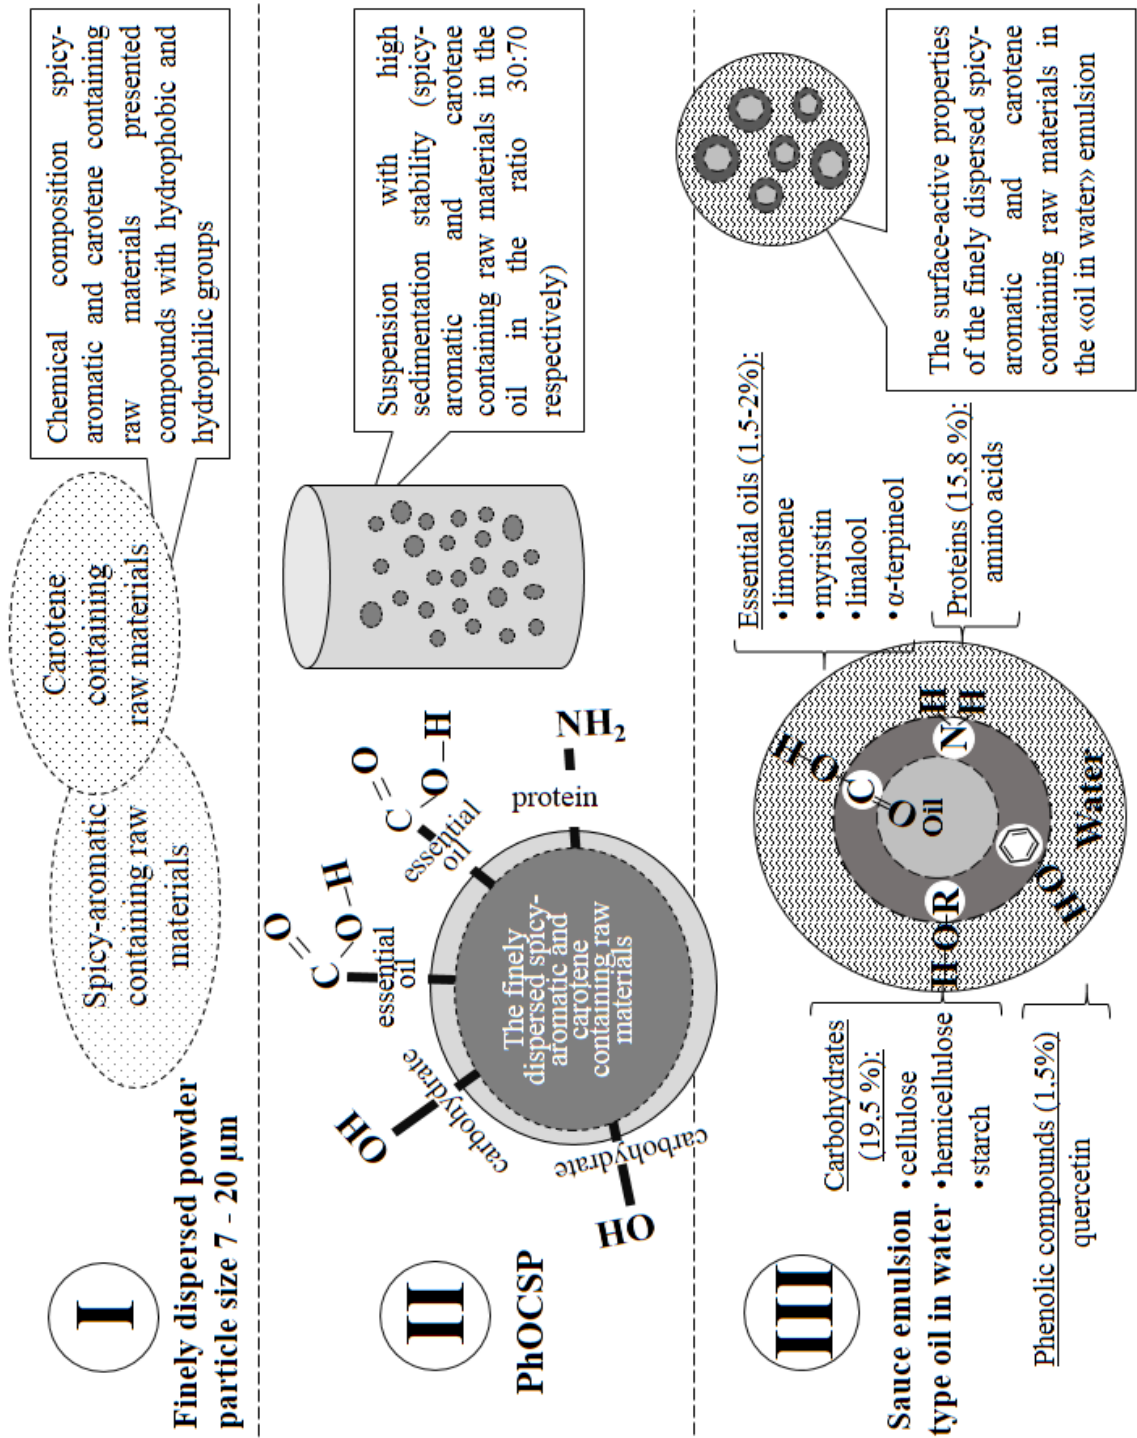 I
Finely dispersed powder
particle size 7 - 20 µm
Spicy-aromatic
containing raw
materials
Carotene
containing
raw materials
Chemical composition spicy-
aromatic and carotene containing
raw materials presented
compounds with hydrophobic and
hydrophilic groups
II
PhOCSP
OH
carbohydrate
OH
carbohydrate
O
C
O–H
essential
oil
O
C
O–H
essential
oil
protein
NH₂
The finely
dispersed spicy-
aromatic and
carotene
containing raw
materials
Suspension with high
sedimentation stability (spicy-
aromatic and carotene
containing raw materials in the
oil in the ratio 30:70
respectively)
III
Sauce emulsion
type oil in water
Carbohydrates
(19.5 %):
•cellulose
•hemicellulose
•starch
Phenolic compounds (1.5%)
quercetin
H-O-R
HO
H-O
C
O
Oil
N
H
H
Water
Essential oils (1.5-2%):
•limonene
•myristin
•linalool
•α-terpineol
Proteins (15.8 %):
amino acids
The surface-active properties
of the finely dispersed spicy-
aromatic and carotene
containing raw materials in
the «oil in water» emulsion